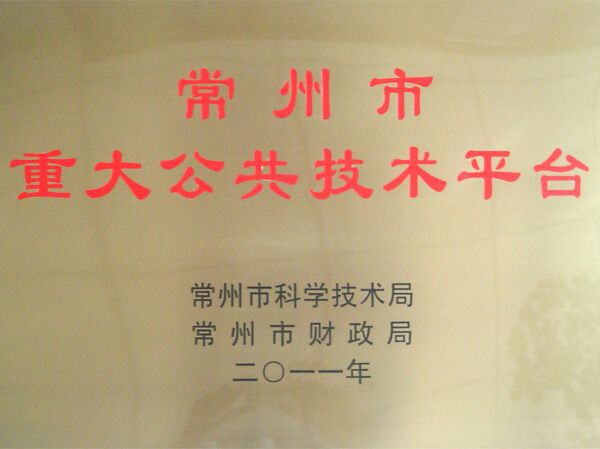 常州市
重大公共技术平台
常州市科学技术局
常州市财政局
二〇一一年